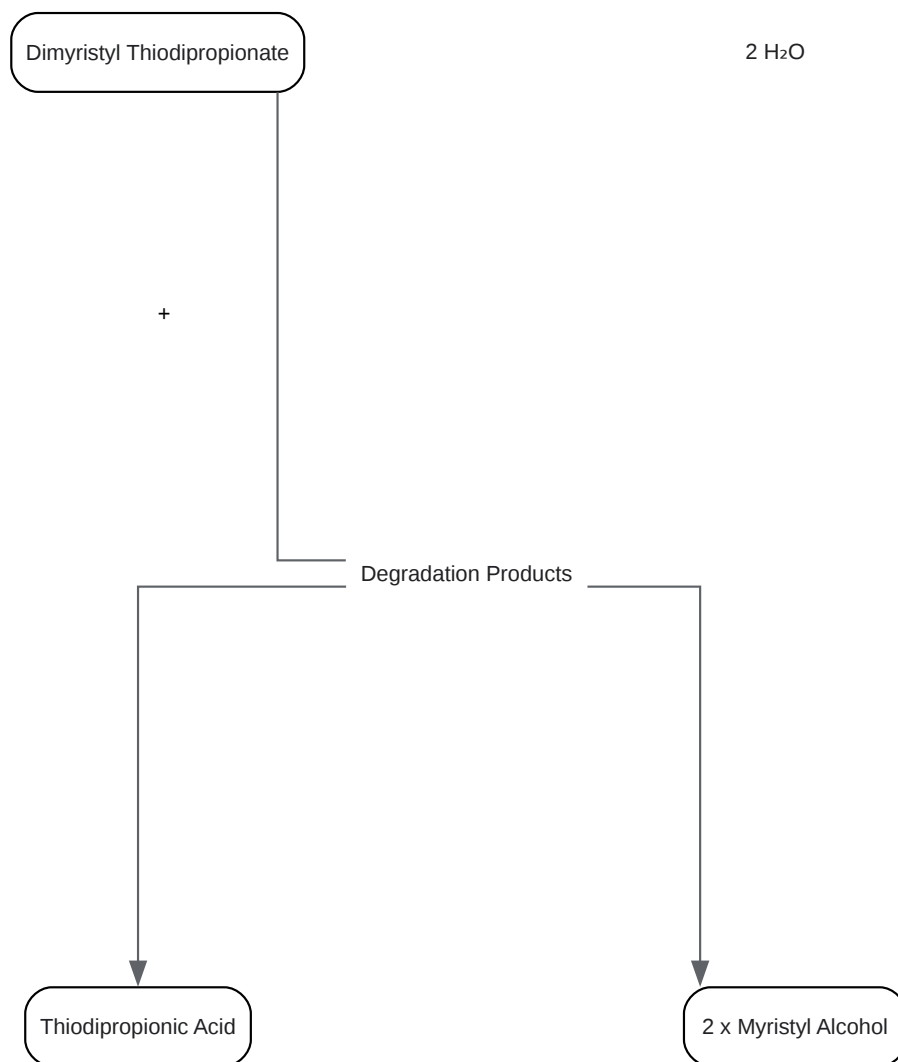 Dimyristyl Thiodipropionate
2 H₂O
+
Degradation Products
Thiodipropionic Acid
2 x Myristyl Alcohol